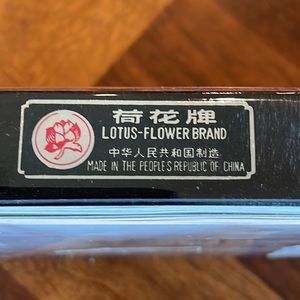 荷花牌
LOTUS-FLOWER BRAND
中华人民共和国制造
MADE IN THE PEOPLES REPUBLIC OF CHINA